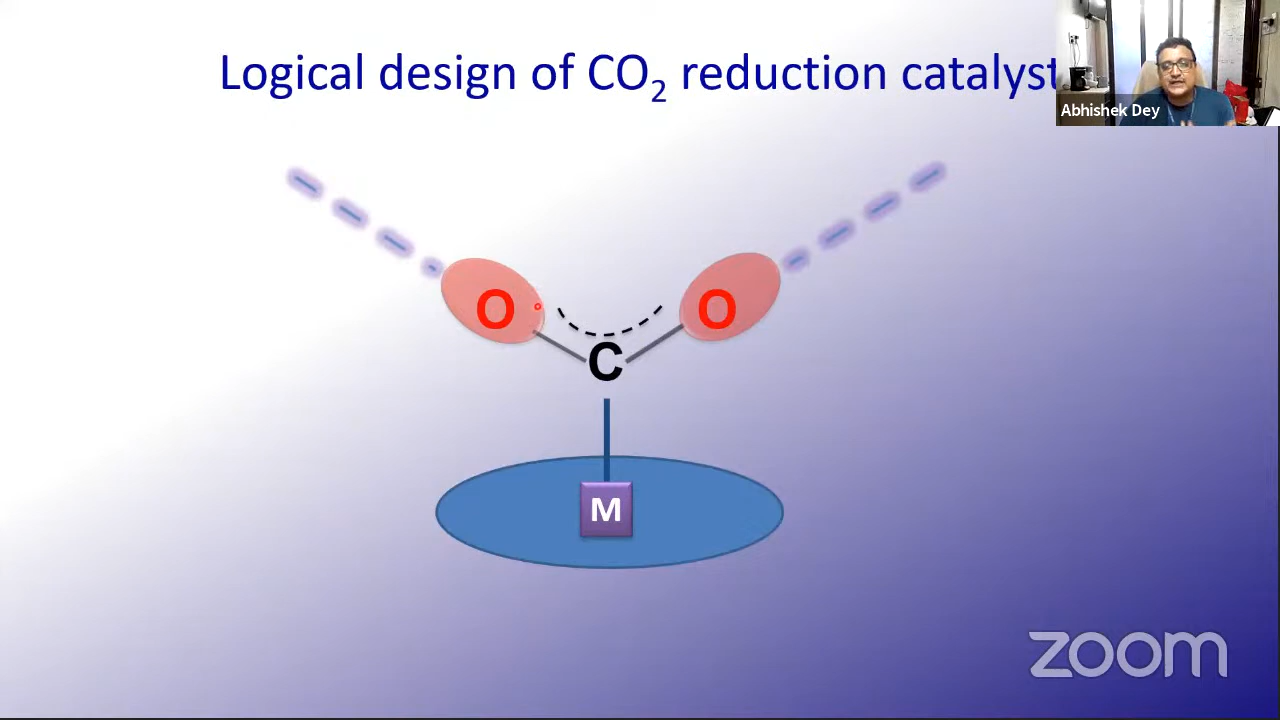 Logical design of CO₂ reduction catalyst
Abhishek Dey
O
O
C
M
zoom